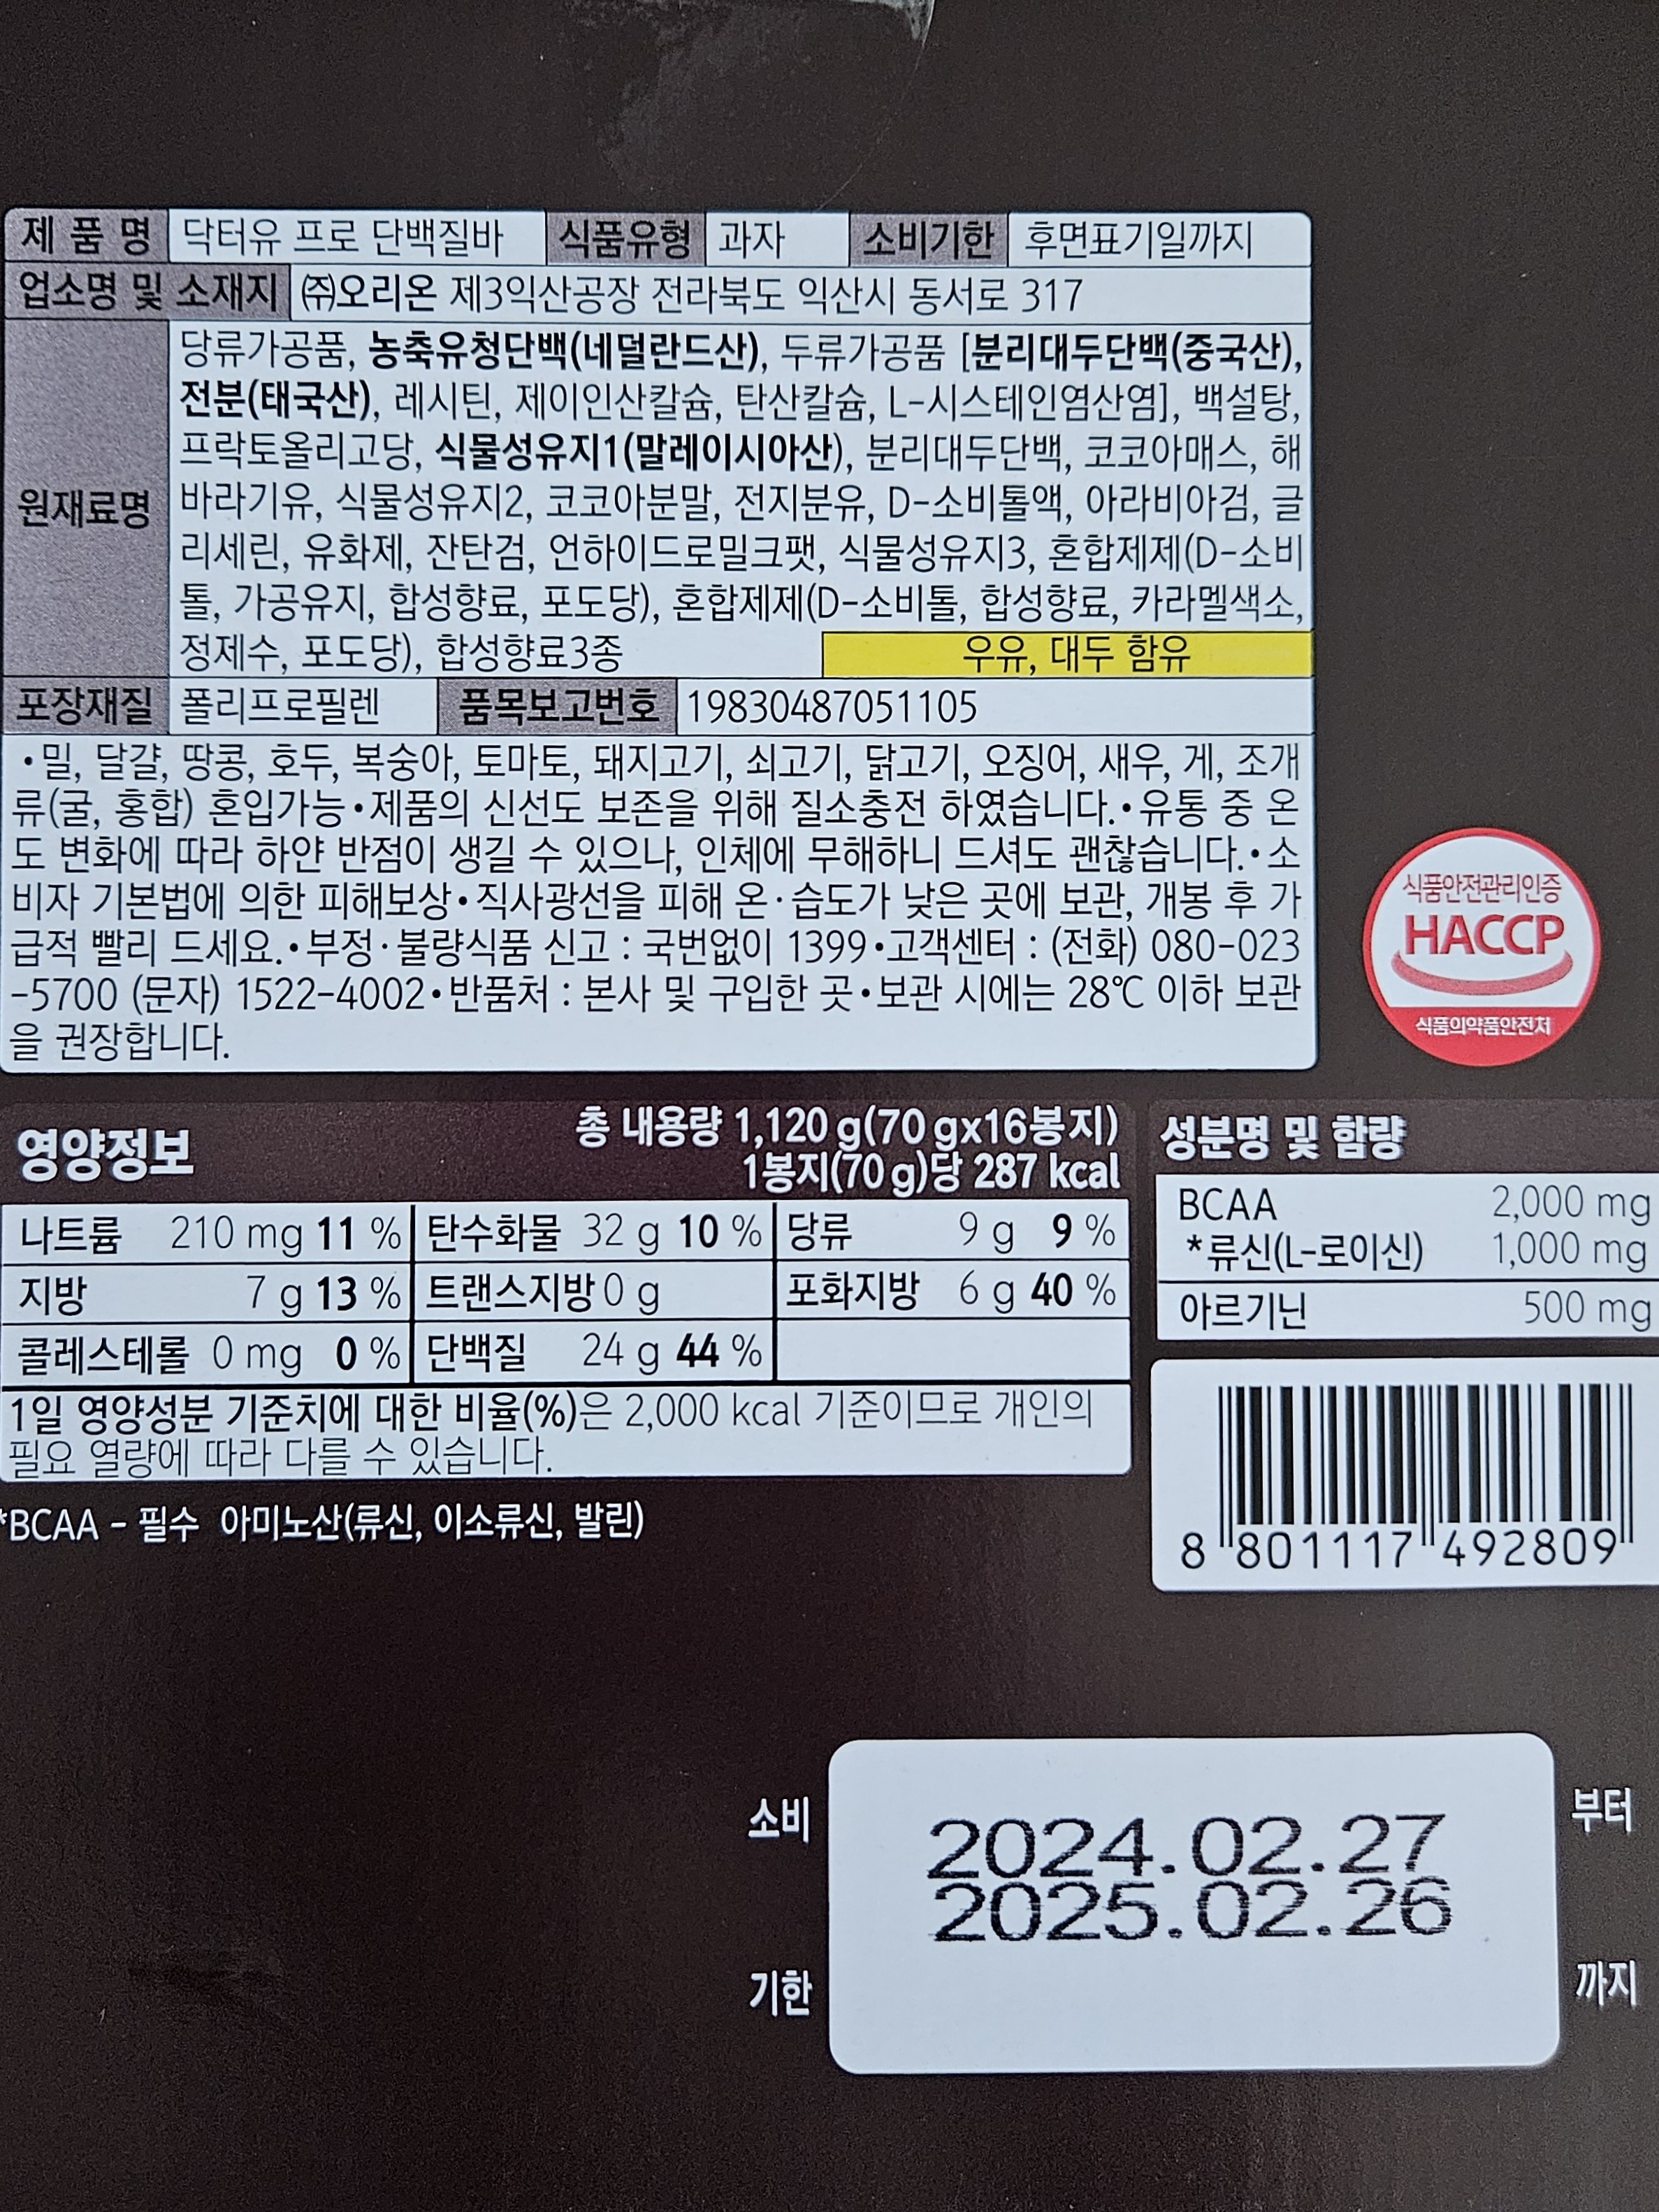 제 품 명 닥터유 프로 단백질바 식품유형 과자 소비기한 후면표기일까지
업소명 및 소재지 ㈜오리온 제3익산공장 전라북도 익산시 동서로 317
원재료명
당류가공품, 농축유청단백(네덜란드산), 두류가공품 [분리대두단백(중국산),
전분(태국산), 레시틴, 제이인산칼슘, 탄산칼슘, L-시스테인염산염], 백설탕,
프락토올리고당, 식물성유지1(말레이시아산), 분리대두단백, 코코아매스, 해
바라기유, 식물성유지2, 코코아분말, 전지분유, D-소비톨액, 아라비아검, 글
리세린, 유화제, 잔탄검, 언하이드로밀크팻, 식물성유지3, 혼합제제(D-소비
톨, 가공유지, 합성향료, 포도당), 혼합제제(D-소비톨, 합성향료, 카라멜색소,
정제수, 포도당), 합성향료3종 우유, 대두 함유
포장재질 폴리프로필렌 품목보고번호 19830487051105
•밀, 달걀, 땅콩, 호두, 복숭아, 토마토, 돼지고기, 쇠고기, 닭고기, 오징어, 새우, 게, 조개
류(굴, 홍합) 혼입가능•제품의 신선도 보존을 위해 질소충전 하였습니다.•유통 중 온
도 변화에 따라 하얀 반점이 생길 수 있으나, 인체에 무해하니 드셔도 괜찮습니다.•소
비자 기본법에 의한 피해보상•직사광선을 피해 온·습도가 낮은 곳에 보관, 개봉 후 가
급적 빨리 드세요.•부정·불량식품 신고 : 국번없이 1399•고객센터 : (전화) 080-023
-5700 (문자) 1522-4002•반품처 : 본사 및 구입한 곳•보관 시에는 28℃ 이하 보관
을 권장합니다.
식품안전관리인증
HACCP
식품의약품안전처
영양정보
총 내용량 1,120 g(70 gx16봉지)
1봉지(70 g)당 287 kcal
나트륨 210 mg 11 % 탄수화물 32 g 10 % 당류 9 g 9 %
지방 7 g 13 % 트랜스지방 0 g 포화지방 6 g 40 %
콜레스테롤 0 mg 0 % 단백질 24 g 44 %
1일 영양성분 기준치에 대한 비율(%)은 2,000 kcal 기준이므로 개인의
필요 열량에 따라 다를 수 있습니다.
*BCAA - 필수 아미노산(류신, 이소류신, 발린)
성분명 및 함량
BCAA 2,000 mg
*류신(L-로이신) 1,000 mg
아르기닌 500 mg
8 801117 492809
소비 2024.02.27 부터
2025.02.26
기한 까지